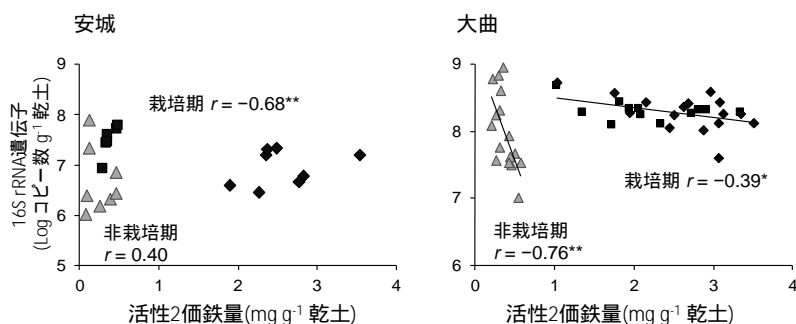 安城
16S rRNA遺伝子
(Log コピー数 g-1 乾土)
9
8
7
6
5
栽培期 r = −0.68**
非栽培期
r = 0.40
0
1
2
3
4
活性2価鉄量(mg g-1 乾土)
大曲
9
8
7
6
栽培期 r = −0.39*
非栽培期
r = −0.76**
0
1
2
3
4
活性2価鉄量(mg g-1 乾土)